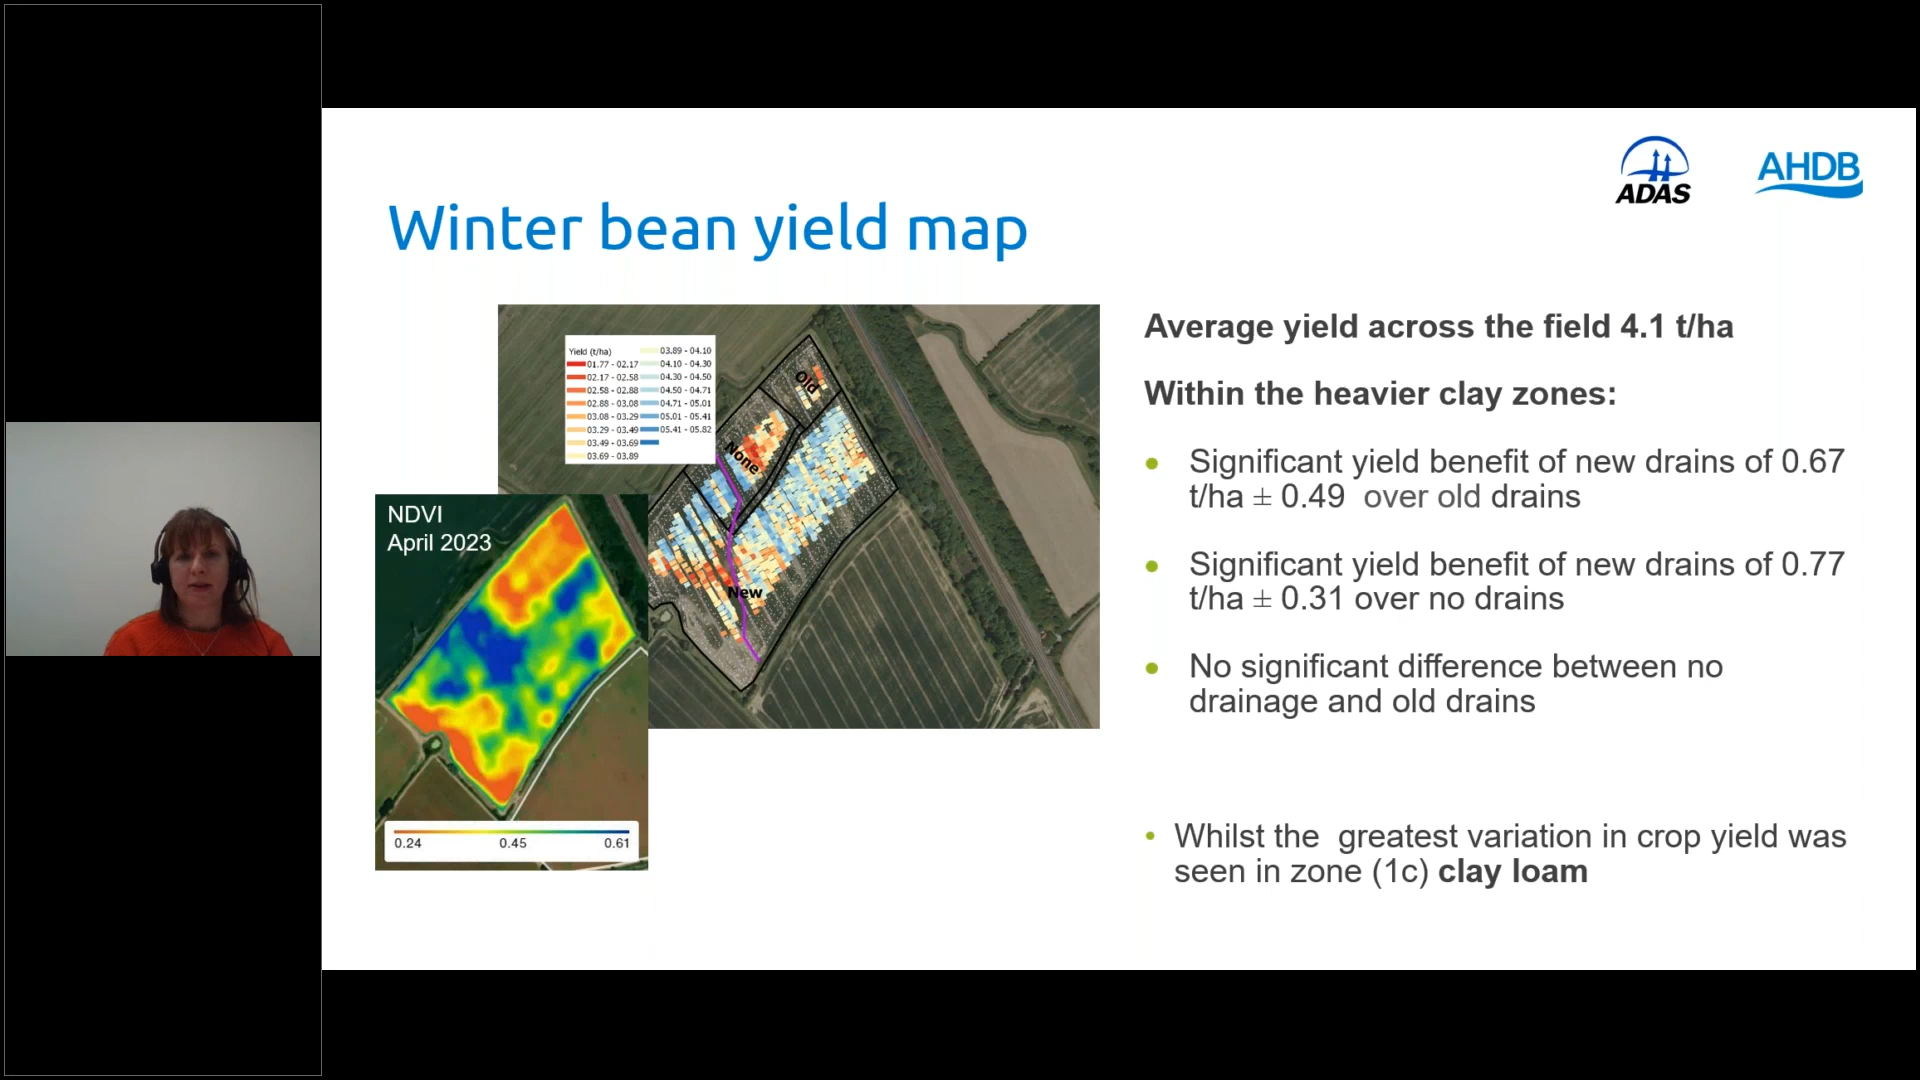 ADAS
AHDB
Winter bean yield map
Yield (t/ha)
01.77 - 02.17
02.17 - 02.58
02.58 - 02.88
02.88 - 03.08
03.08 - 03.29
03.29 - 03.49
03.49 - 03.69
03.69 - 03.89
03.89 - 04.10
04.10 - 04.30
04.30 - 04.50
04.50 - 04.71
04.71 - 05.01
05.01 - 05.41
05.41 - 05.82
Old
None
New
NDVI
April 2023
0.24 0.45 0.61
Average yield across the field 4.1 t/ha
Within the heavier clay zones:
Significant yield benefit of new drains of 0.67
t/ha ± 0.49 over old drains
Significant yield benefit of new drains of 0.77
t/ha ± 0.31 over no drains
No significant difference between no
drainage and old drains
Whilst the greatest variation in crop yield was
seen in zone (1c) clay loam